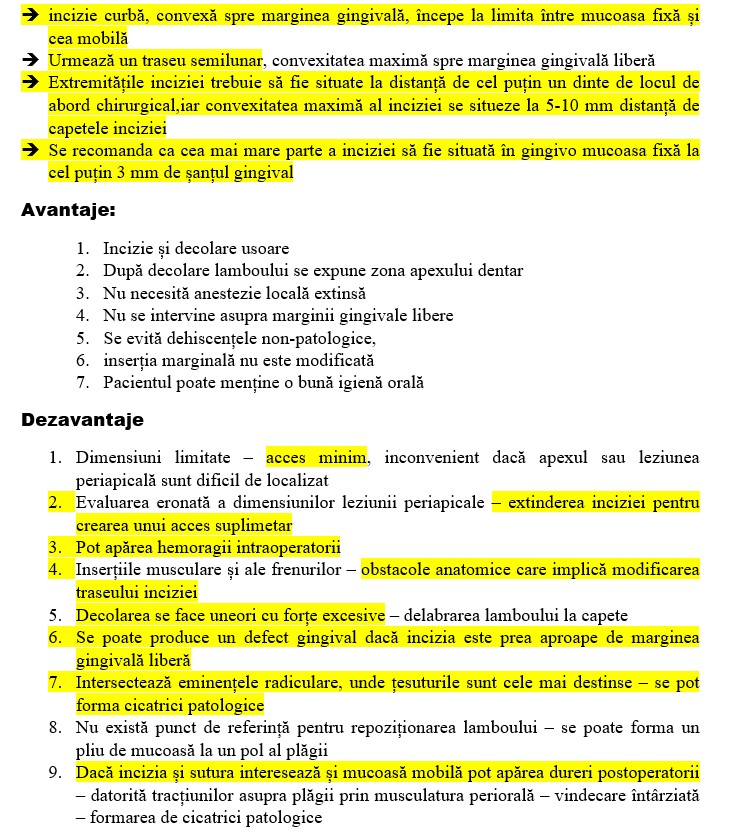 ➔ incizie curbă, convexă spre marginea gingivală, începe la limita între mucoasa fixă și
cea mobilă
➔ Urmează un traseu semilunar, convexitatea maximă spre marginea gingivală liberă
➔ Extremitățile inciziei trebuie să fie situate la distanță de cel puțin un dinte de locul de
abord chirurgical,iar convexitatea maximă al inciziei se situeze la 5-10 mm distanță de
capetele inciziei
➔ Se recomanda ca cea mai mare parte a inciziei să fie situată în gingivo mucoasa fixă la
cel puțin 3 mm de șanțul gingival
Avantaje:
1. Incizie și decolare usoare
2. După decolare lamboului se expune zona apexului dentar
3. Nu necesită anestezie locală extinsă
4. Nu se intervine asupra marginii gingivale libere
5. Se evită dehiscențele non-patologice,
6. inserția marginală nu este modificată
7. Pacientul poate menține o bună igienă orală
Dezavantaje
1. Dimensiuni limitate – acces minim, inconvenient dacă apexul sau leziunea
periapicală sunt dificil de localizat
2. Evaluarea eronată a dimensiunilor leziunii periapicale – extinderea inciziei pentru
crearea unui acces suplimetar
3. Pot apărea hemoragii intraoperatorii
4. Inserțiile musculare și ale frenurilor – obstacole anatomice care implică modificarea
traseului inciziei
5. Decolarea se face uneori cu forțe excesive – delabrarea lamboului la capete
6. Se poate produce un defect gingival dacă incizia este prea aproape de marginea
gingivală liberă
7. Intersectează eminențele radiculare, unde țesuturile sunt cele mai destinse – se pot
forma cicatrici patologice
8. Nu există punct de referință pentru repoziționarea lamboului – se poate forma un
pliu de mucoasă la un pol al plăgii
9. Dacă incizia și sutura interesează și mucoasă mobilă pot apărea dureri postoperatorii
– datorită tracțiunilor asupra plăgii prin musculatura periorală – vindecare întârziată
– formarea de cicatrici patologice